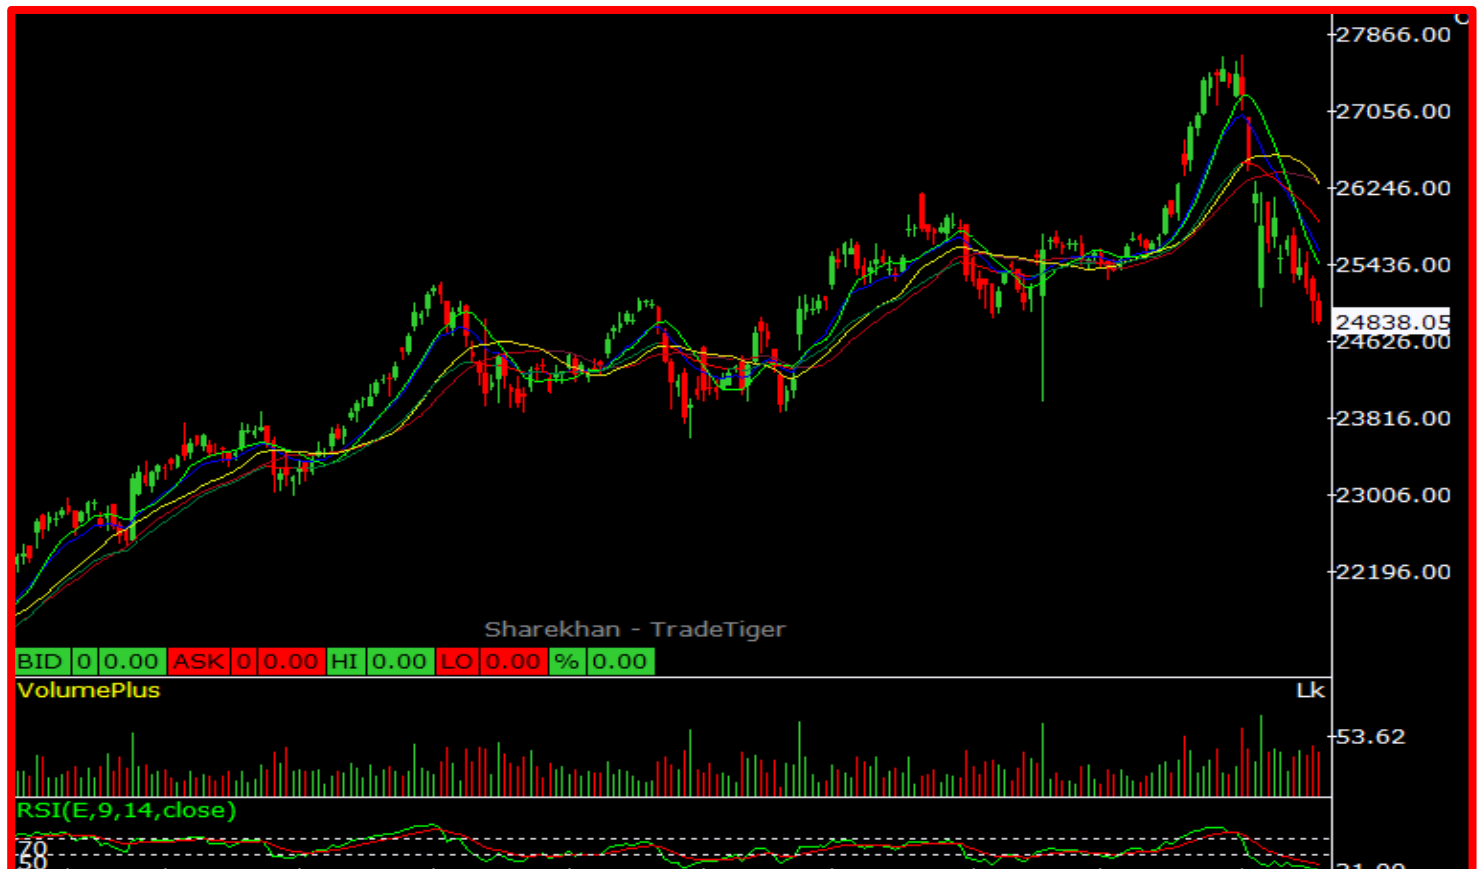 C
27866.00
27056.00
26246.00
25436.00
24838.05
24626.00
23816.00
23006.00
22196.00
Sharekhan - TradeTiger
BID 0 0.00 ASK 0 0.00 HI 0.00 LO 0.00 % 0.00
VolumePlus Lk
53.62
RSI(E,9,14,close)
70
50